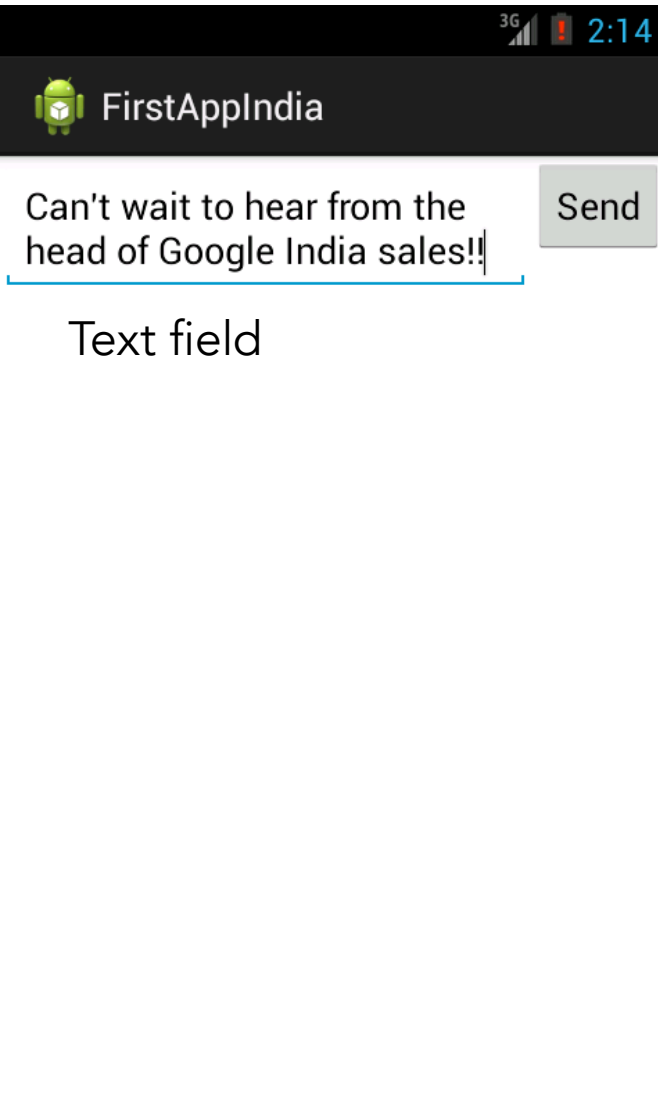 3G 2:14
FirstAppIndia
Can't wait to hear from the
head of Google India sales!!
Send
Text field